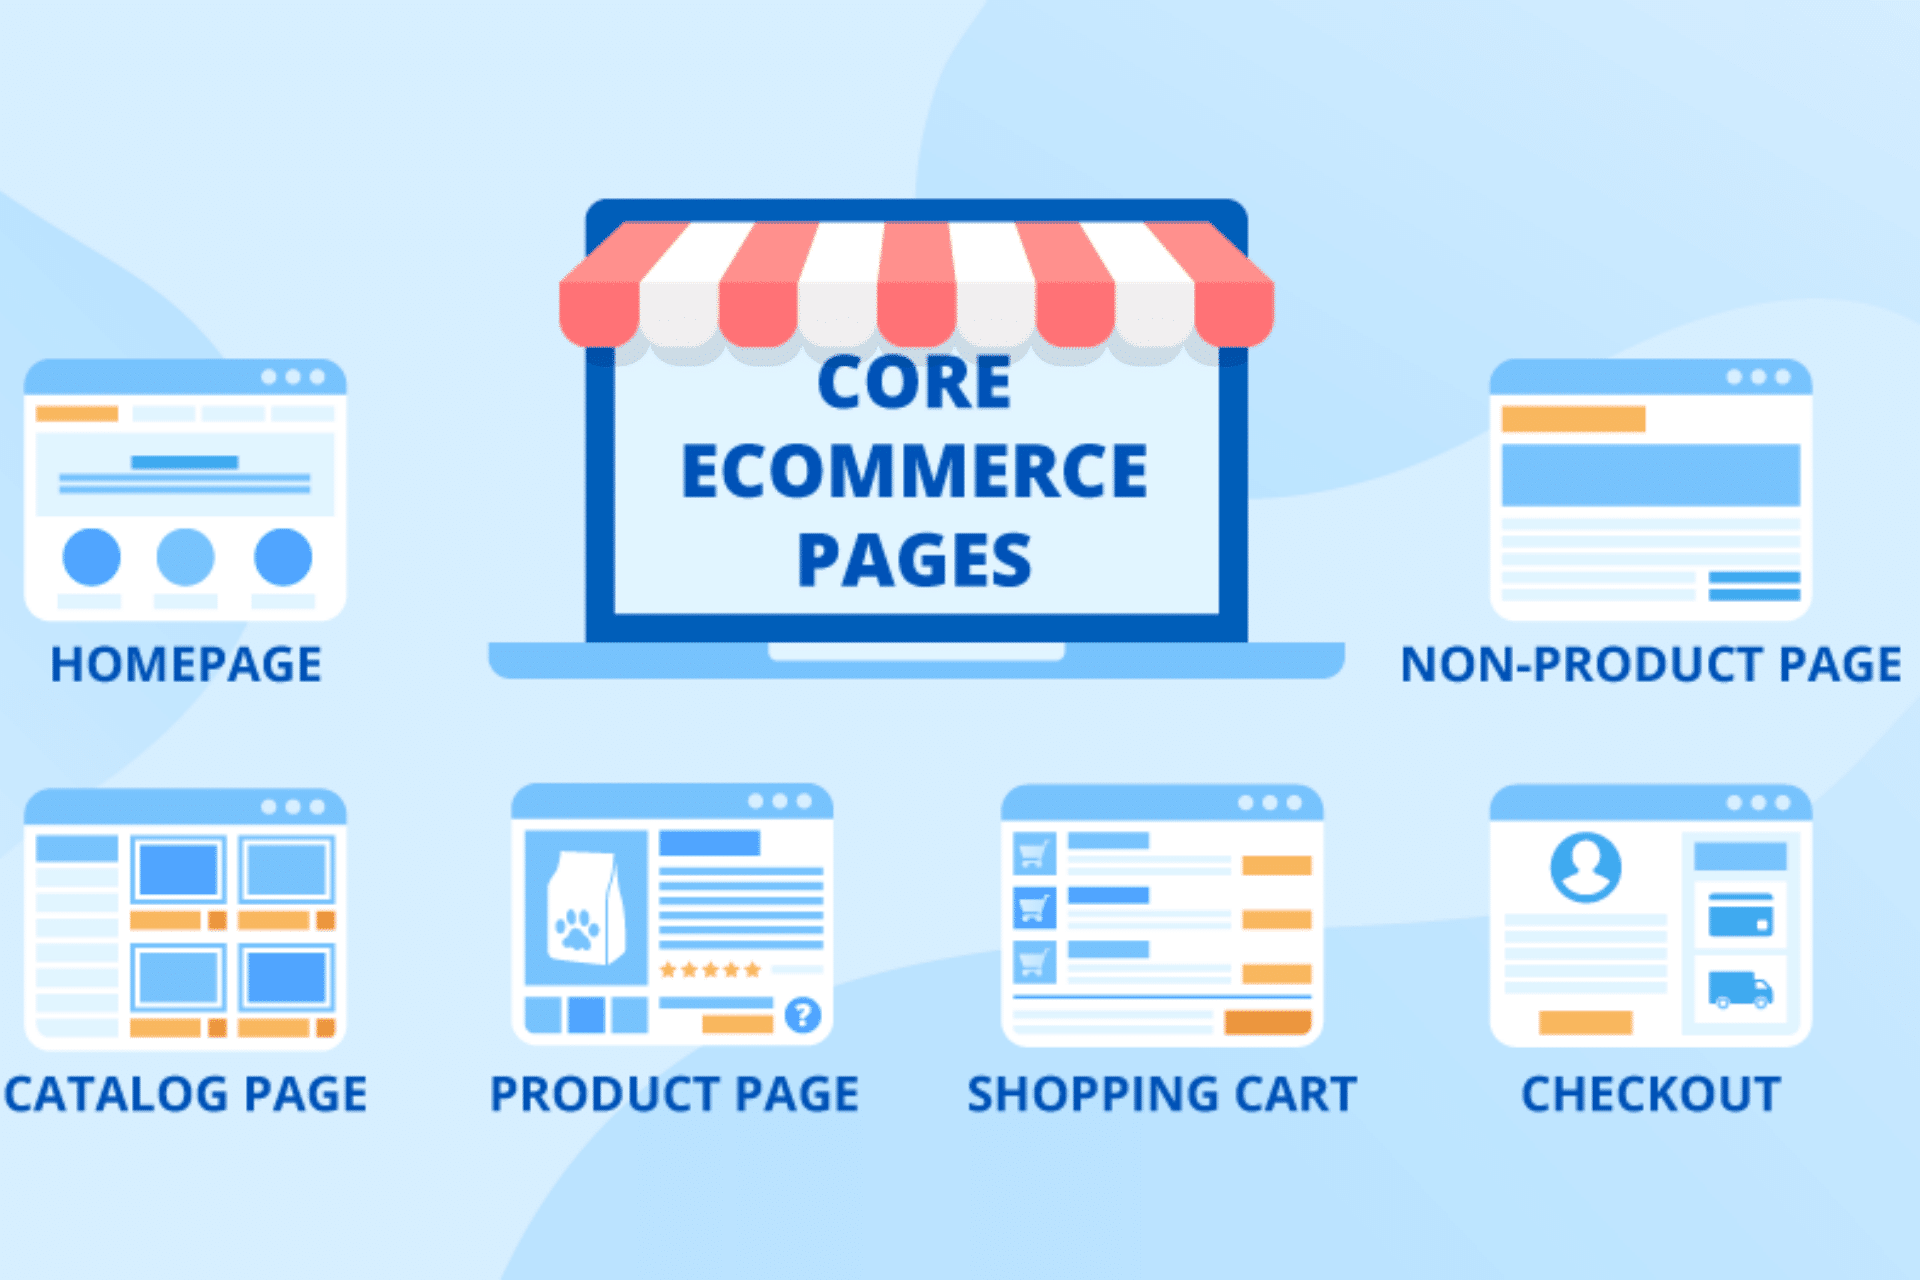 CORE
ECOMMERCE
PAGES
HOMEPAGE
NON-PRODUCT PAGE
CATALOG PAGE
PRODUCT PAGE
?
SHOPPING CART
CHECKOUT